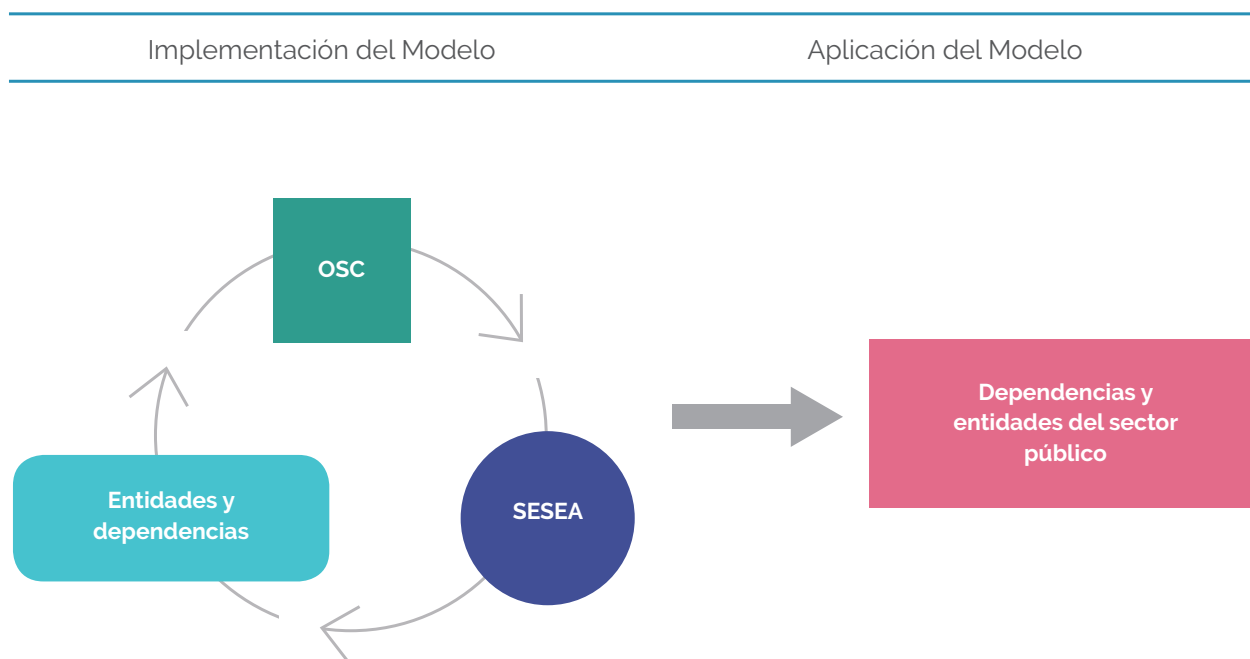 Implementación del Modelo
Aplicación del Modelo
OSC
Dependencias y
entidades del sector
público
Entidades y
dependencias
SESEA